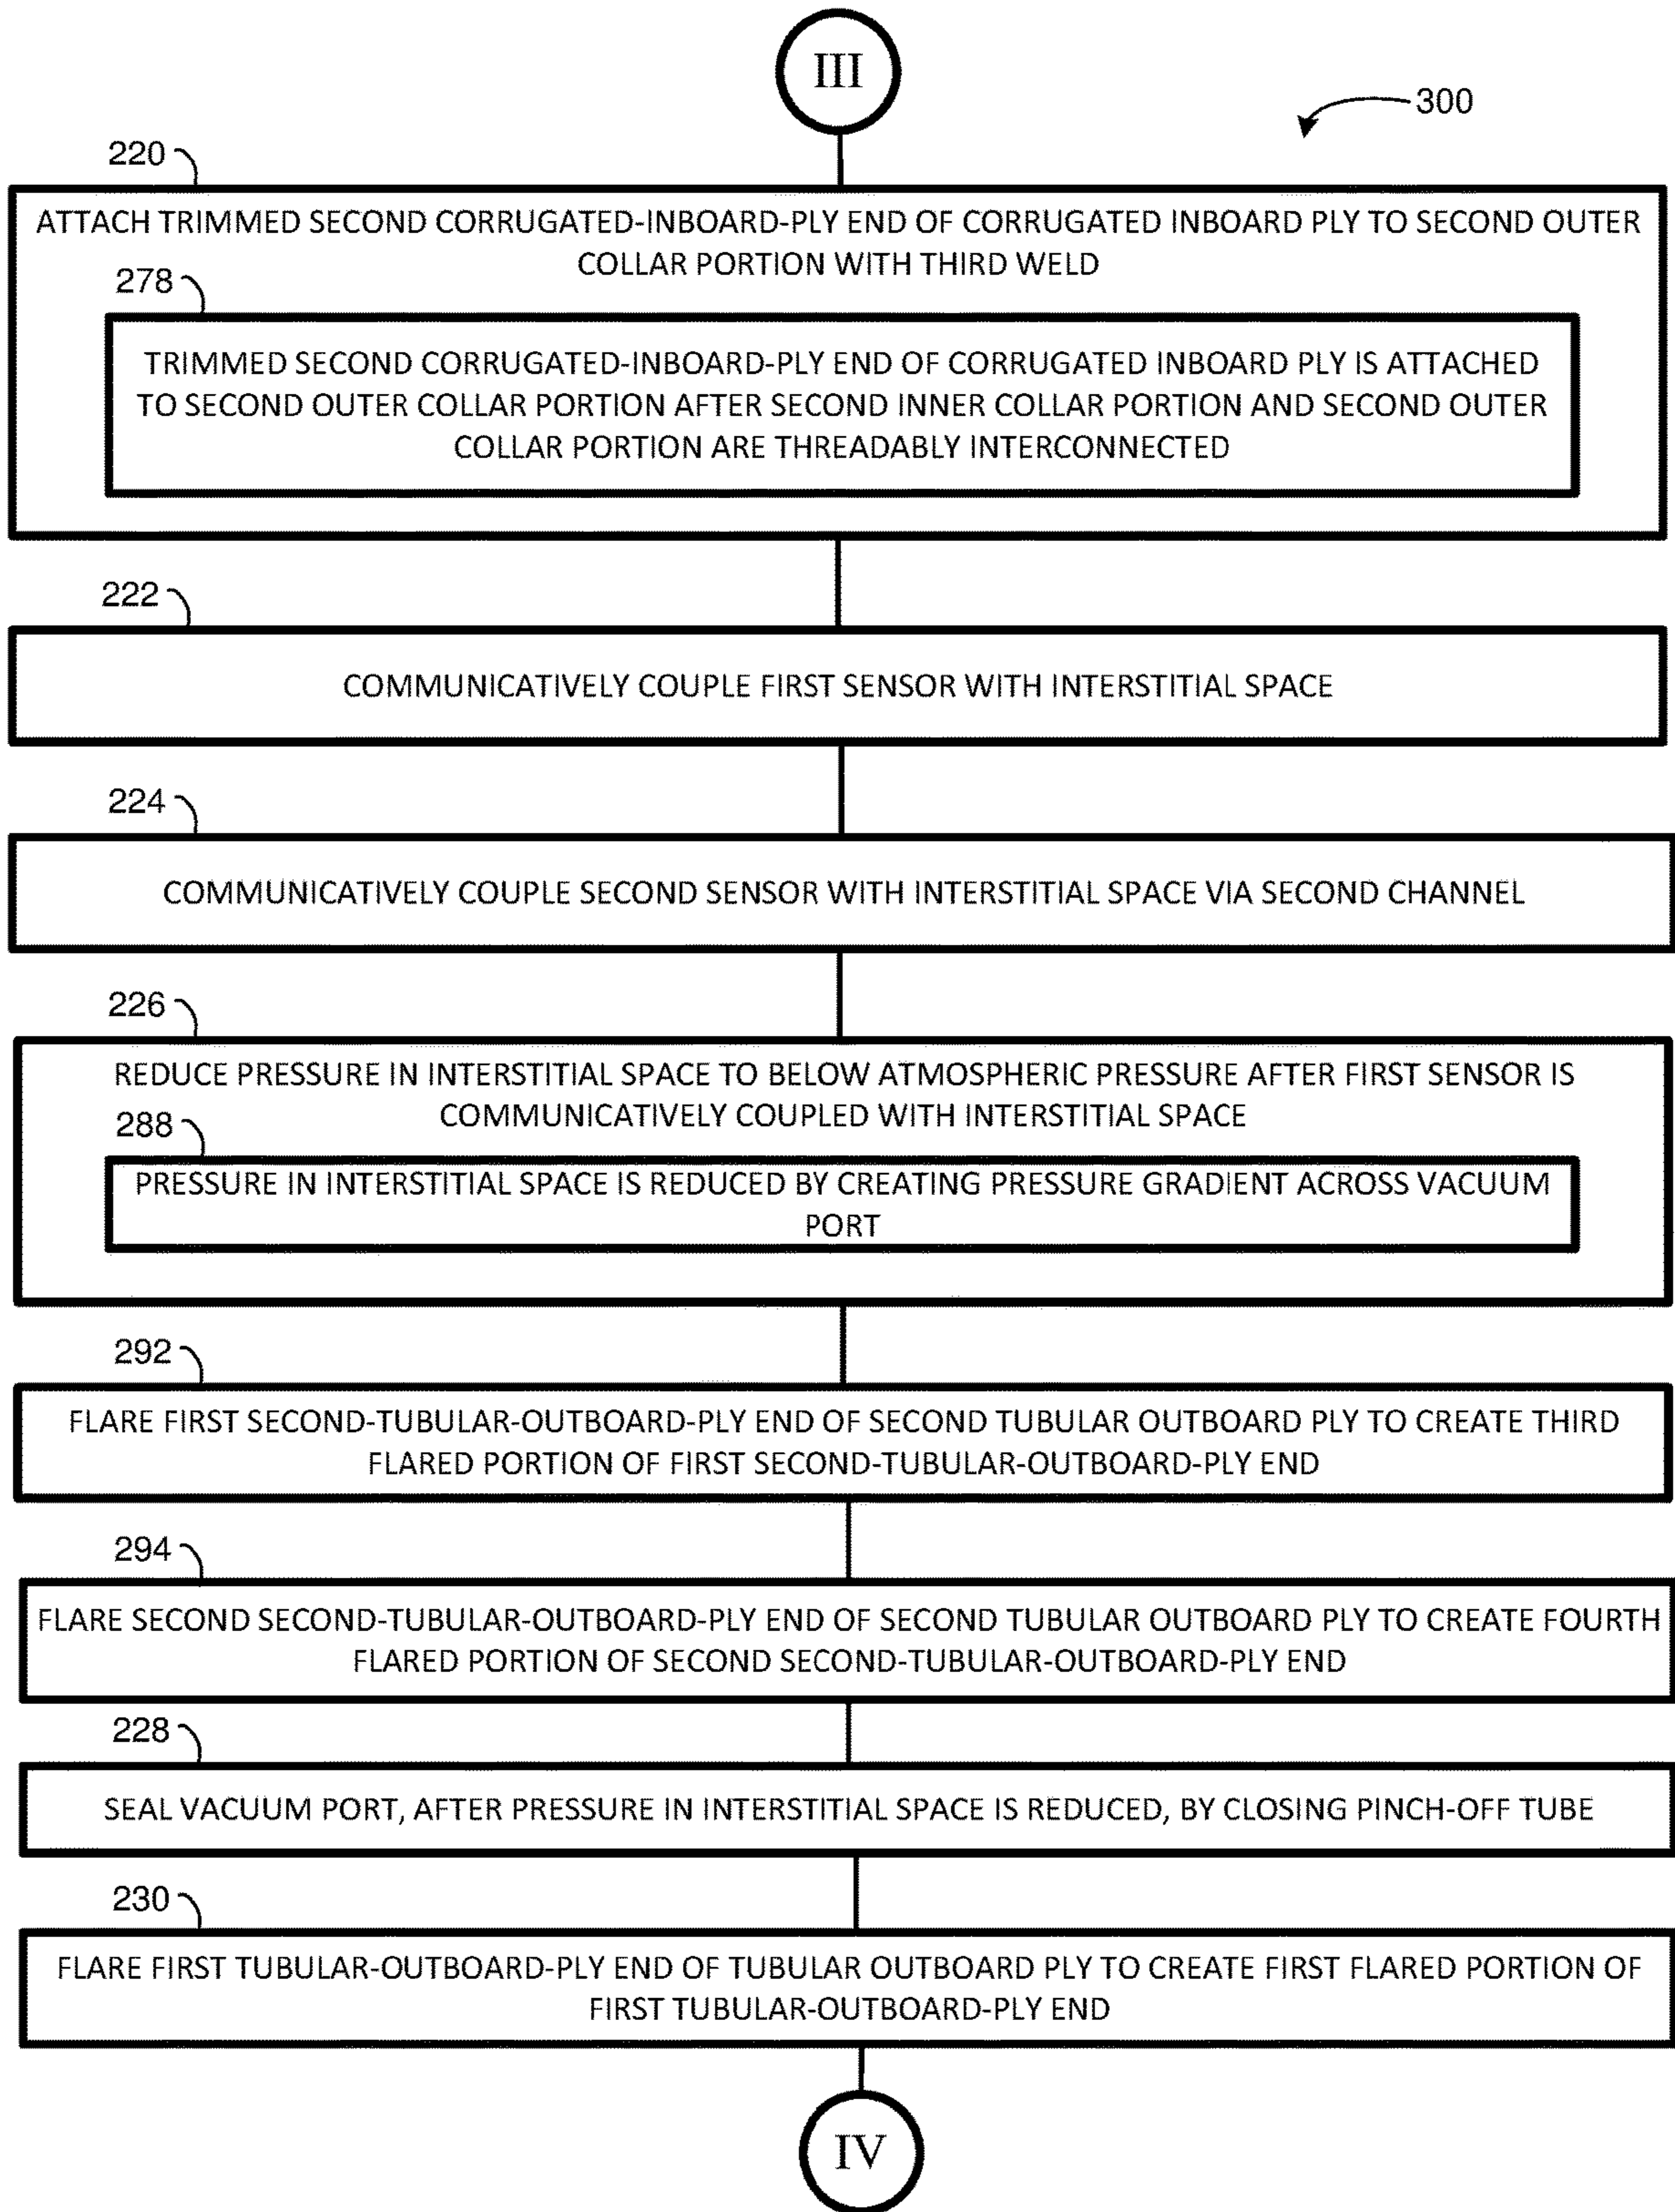 III
300
220
ATTACH TRIMMED SECOND CORRUGATED-INBOARD-PLY END OF CORRUGATED INBOARD PLY TO SECOND OUTER
COLLAR PORTION WITH THIRD WELD
278
TRIMMED SECOND CORRUGATED-INBOARD-PLY END OF CORRUGATED INBOARD PLY IS ATTACHED
TO SECOND OUTER COLLAR PORTION AFTER SECOND INNER COLLAR PORTION AND SECOND OUTER
COLLAR PORTION ARE THREADABLY INTERCONNECTED
222
COMMUNICATIVELY COUPLE FIRST SENSOR WITH INTERSTITIAL SPACE
224
COMMUNICATIVELY COUPLE SECOND SENSOR WITH INTERSTITIAL SPACE VIA SECOND CHANNEL
226
REDUCE PRESSURE IN INTERSTITIAL SPACE TO BELOW ATMOSPHERIC PRESSURE AFTER FIRST SENSOR IS
COMMUNICATIVELY COUPLED WITH INTERSTITIAL SPACE
288
PRESSURE IN INTERSTITIAL SPACE IS REDUCED BY CREATING PRESSURE GRADIENT ACROSS VACUUM
PORT
292
FLARE FIRST SECOND-TUBULAR-OUTBOARD-PLY END OF SECOND TUBULAR OUTBOARD PLY TO CREATE THIRD
FLARED PORTION OF FIRST SECOND-TUBULAR-OUTBOARD-PLY END
294
FLARE SECOND SECOND-TUBULAR-OUTBOARD-PLY END OF SECOND TUBULAR OUTBOARD PLY TO CREATE FOURTH
FLARED PORTION OF SECOND SECOND-TUBULAR-OUTBOARD-PLY END
228
SEAL VACUUM PORT, AFTER PRESSURE IN INTERSTITIAL SPACE IS REDUCED, BY CLOSING PINCH-OFF TUBE
230
FLARE FIRST TUBULAR-OUTBOARD-PLY END OF TUBULAR OUTBOARD PLY TO CREATE FIRST FLARED PORTION OF
FIRST TUBULAR-OUTBOARD-PLY END
IV